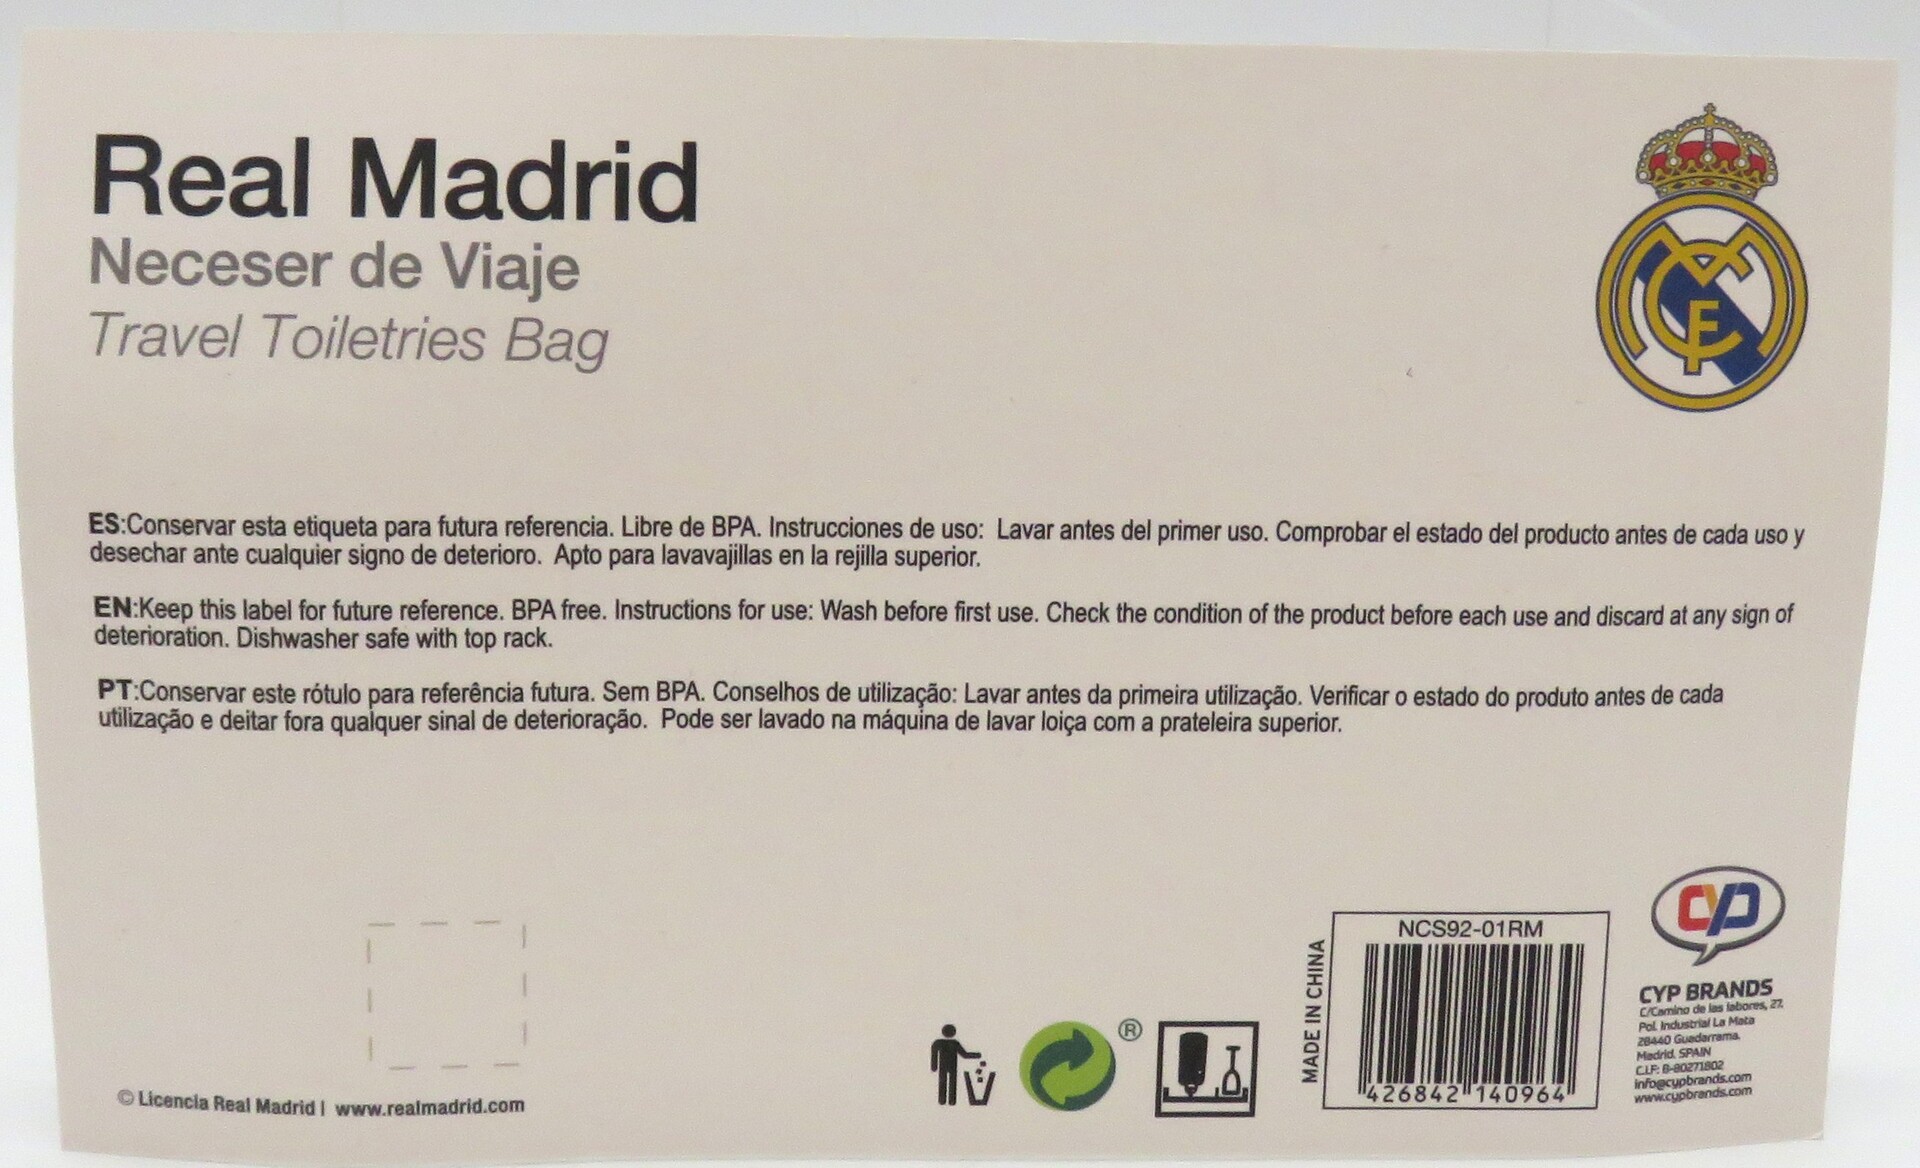 Real Madrid
Neceser de Viaje
Travel Toiletries Bag
ES:Conservar esta etiqueta para futura referencia. Libre de BPA. Instrucciones de uso: Lavar antes del primer uso. Comprobar el estado del producto antes de cada uso y
desechar ante cualquier signo de deterioro. Apto para lavavajillas en la rejilla superior.
EN:Keep this label for future reference. BPA free. Instructions for use: Wash before first use. Check the condition of the product before each use and discard at any sign of
deterioration. Dishwasher safe with top rack.
PT:Conservar este rótulo para referência futura. Sem BPA. Conselhos de utilização: Lavar antes da primeira utilização. Verificar o estado do produto antes de cada
utilização e deitar fora qualquer sinal de deterioração. Pode ser lavado na máquina de lavar loiça com a prateleira superior.
© Licencia Real Madrid | www.realmadrid.com
®
MADE IN CHINA
NCS92-01RM
426842 140964
CYP
CYP BRANDS
C/Camino de las labores, 27.
Pol. Industrial La Mata
28440 Guadarrama.
Madrid. SPAIN
C.I.F: B-80271802
info@cypbrands.com
www.cypbrands.com